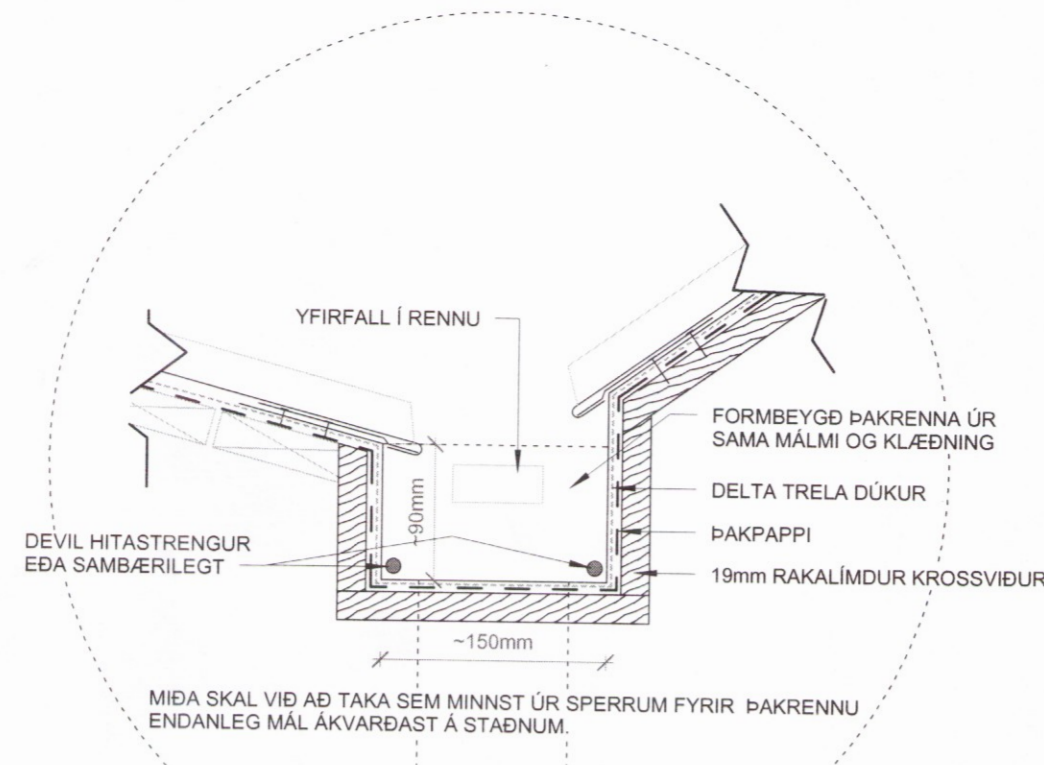 YFIRFALL Í RENNU
FORMBEYGÐ ÞAKRENNA ÚR
SAMA MÁLMI OG KLÆÐNING
DELTA TRELA DÚKUR
ÞAKPAPPI
19mm RAKALÍMDUR KROSSVIÐUR
DEVIL HITASTRENGUR
EÐA SAMBÆRILEGT
~90mm
~150mm
MIÐA SKAL VIÐ AÐ TAKA SEM MINNST ÚR SPERRUM FYRIR ÞAKRENNU
ENDANLEG MÁL ÁKVARÐAST Á STAÐNUM.